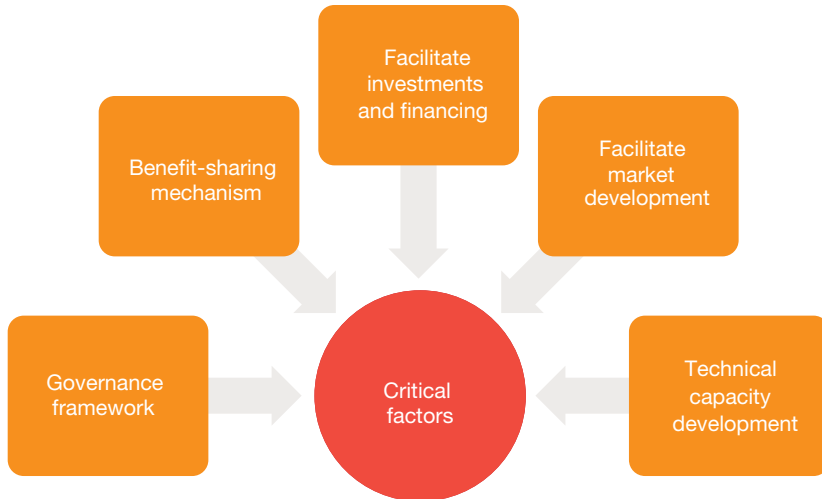 Facilitate
investments
and financing
Benefit-sharing
mechanism
Facilitate
market
development
Governance
framework
Critical
factors
Technical
capacity
development